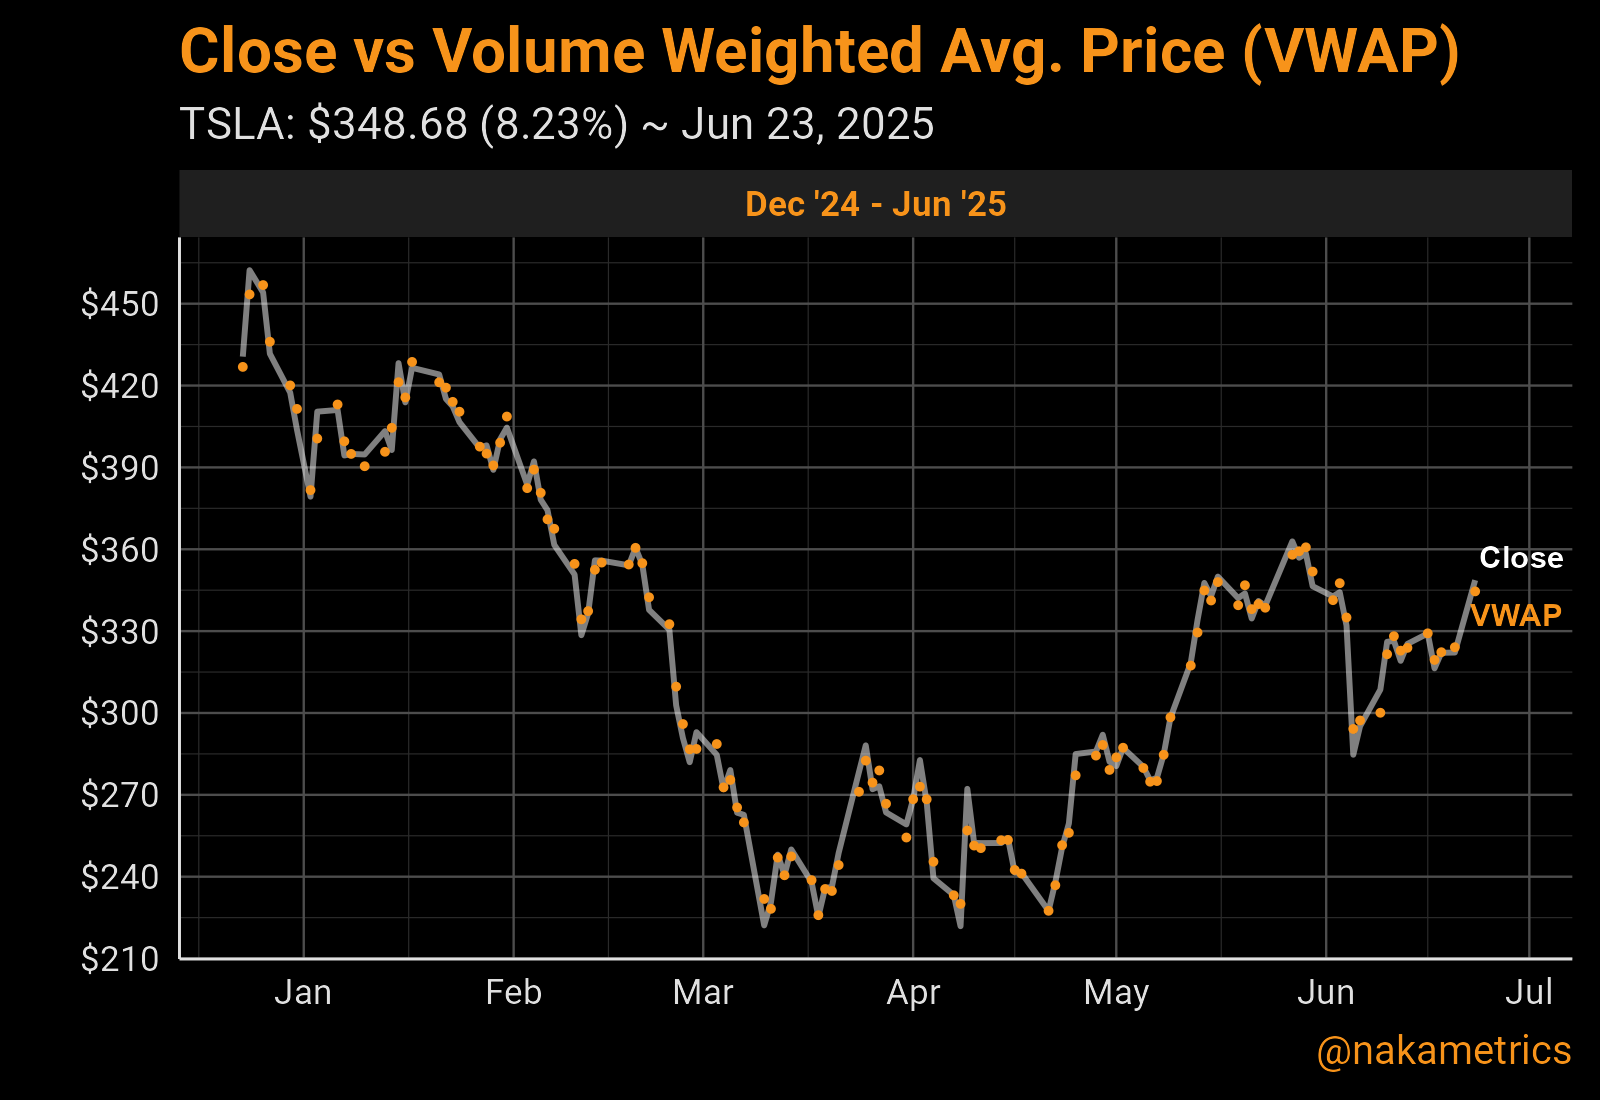 Close vs Volume Weighted Avg. Price (VWAP)
TSLA: $348.68 (8.23%) ~ Jun 23, 2025
Dec '24 - Jun '25
$450
$420
$390
$360
$330
$300
$270
$240
$210
Close
VWAP
Jan Feb Mar Apr May Jun Jul
@nakametrics